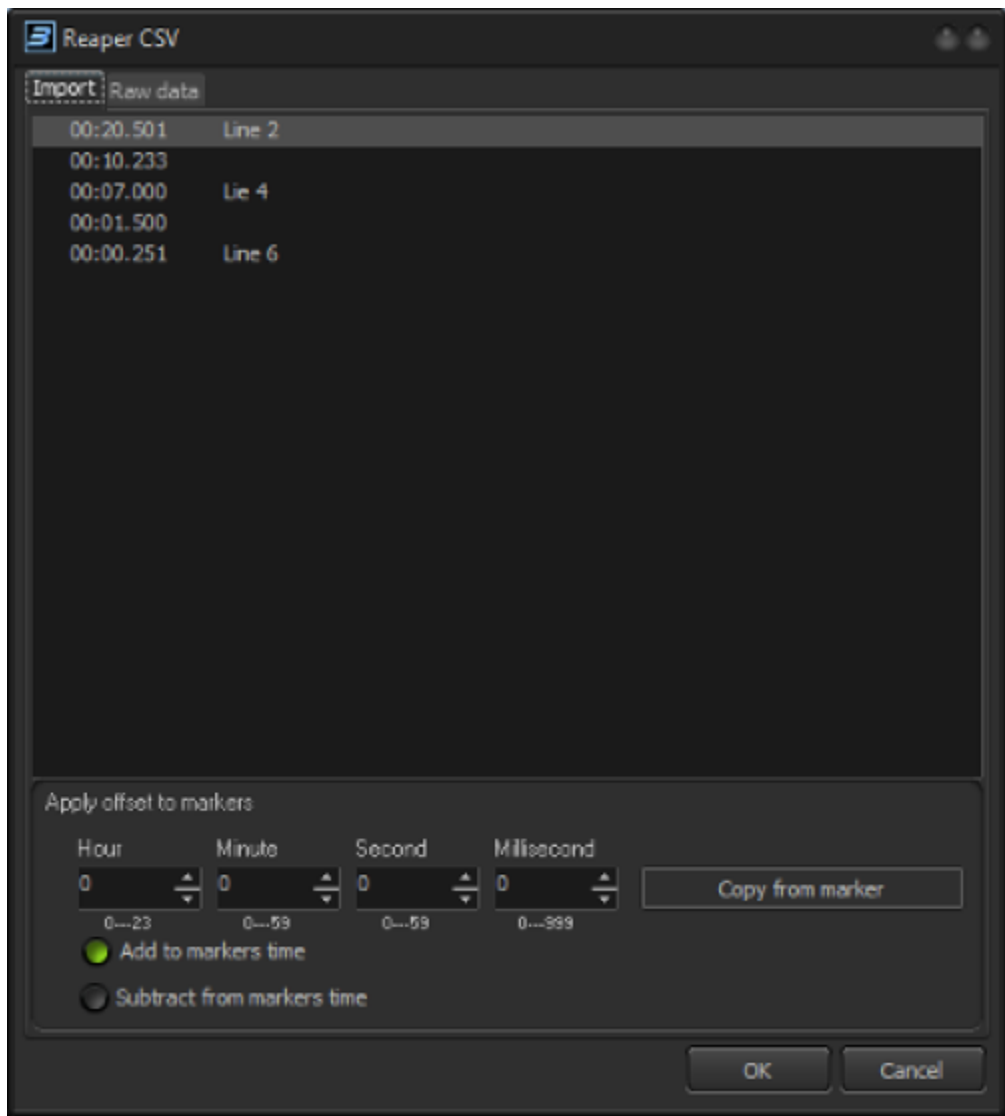 Reaper CSV
Import Raw data
00:20.501 Line 2
00:10.233
00:07.000 Lie 4
00:01.500
00:00.251 Line 6
Apply offset to markers
Hour Minute Second Millisecond
0 0 0 0 Copy from marker
0---23 0---59 0---59 0---999
Add to markers time
Subtract from markers time
OK Cancel